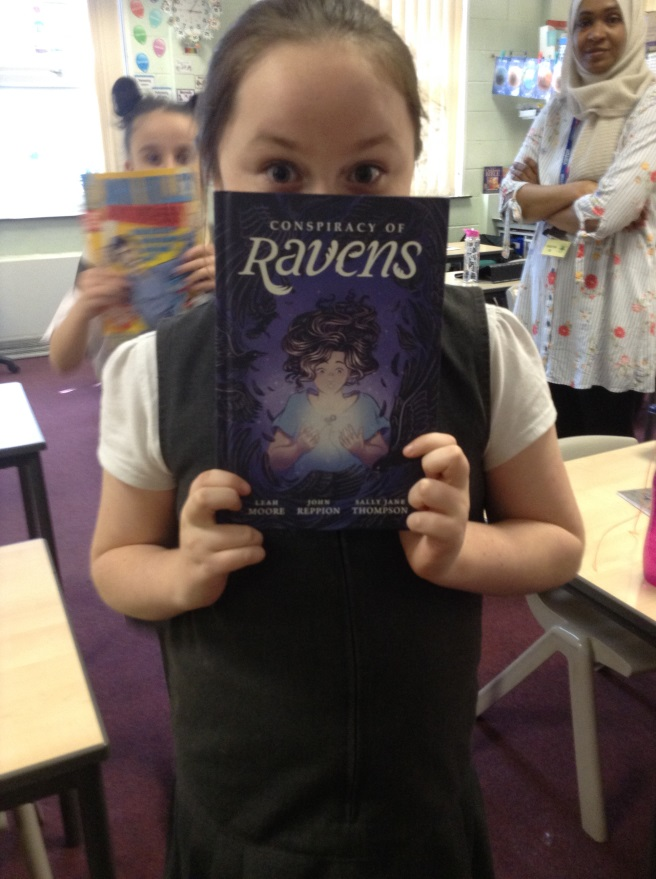 CONSPIRACY OF
Ravens
LEAH JOHN SALLY JANE
MOORE REPPION THOMPSON